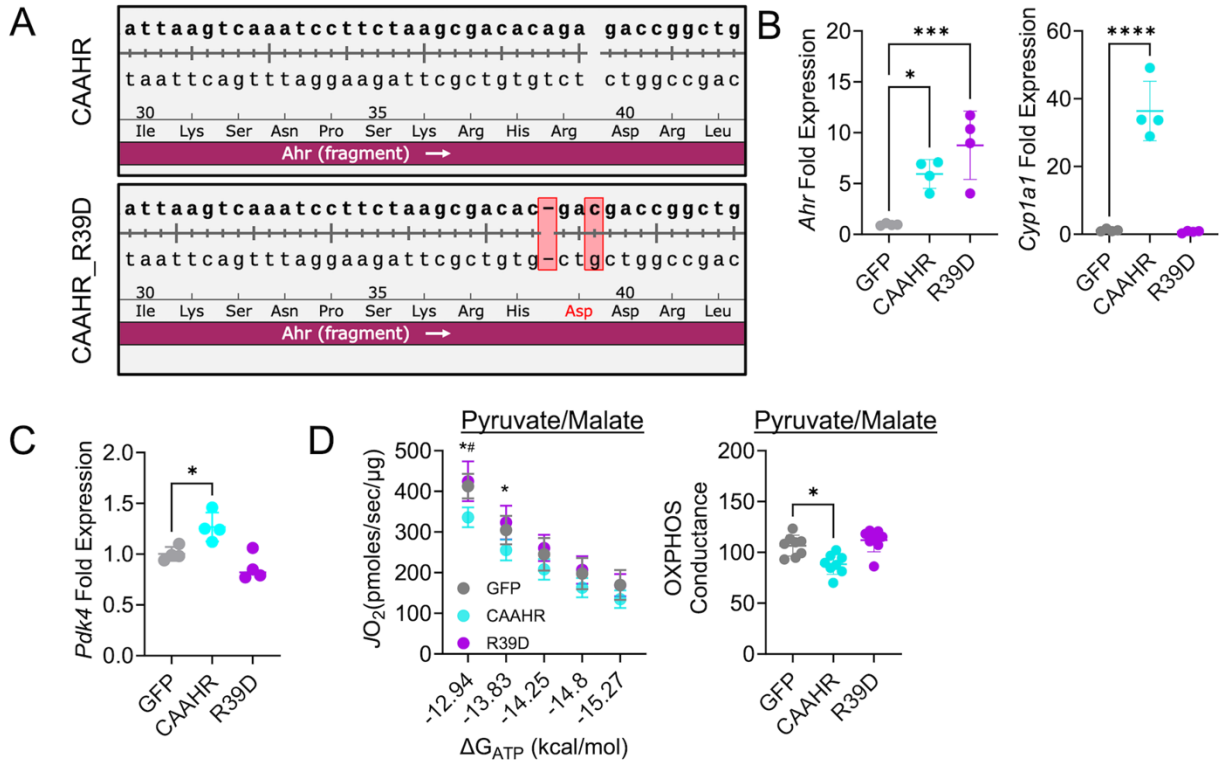 A
CAAHR
attaagtcaaatccttctaagcgacacaga gaccggctg
taattcagtttaggaagattcgctgtgtct ctggccgac
30 35 40
Ile Lys Ser Asn Pro Ser Lys Arg His Arg Asp Arg Leu
Ahr (fragment) →
CAAHR_R39D
attaagtcaaatccttctaagcgacac-gacgaccggctg
taattcagtttaggaagattcgctgtg-ctgctggccgac
30 35 40
Ile Lys Ser Asn Pro Ser Lys Arg His Asp Asp Arg Leu
Ahr (fragment) →
B
Ahr Fold Expression
20
15
10
5
0
***
*
GFP
CAAHR
R39D
Cyp1a1 Fold Expression
60
40
20
0
****
GFP
CAAHR
R39D
C
Pdk4 Fold Expression
2.0
1.5
1.0
0.5
0.0
*
GFP
CAAHR
R39D
D
Pyruvate/Malate
JO2(pmoles/sec/µg)
500
400
300
200
100
0
*#
*
GFP
CAAHR
R39D
-12.94
-13.83
-14.25
-14.8
-15.27
ΔGATP (kcal/mol)
Pyruvate/Malate
OXPHOS
Conductance
200
150
100
50
0
*
GFP
CAAHR
R39D